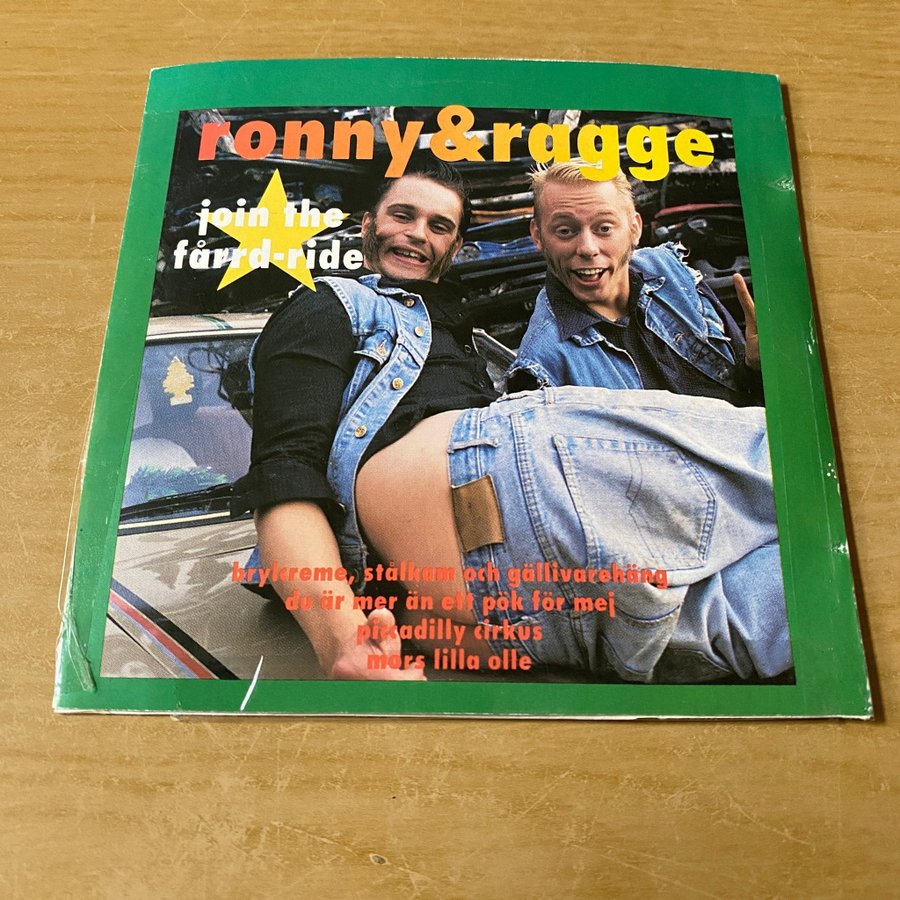 ronny&ragge
join the
fårrd-ride
brylcreme, stålkam och gällivarehäng
du är mer än ett pök för mej
piccadilly cirkus
mors lilla olle